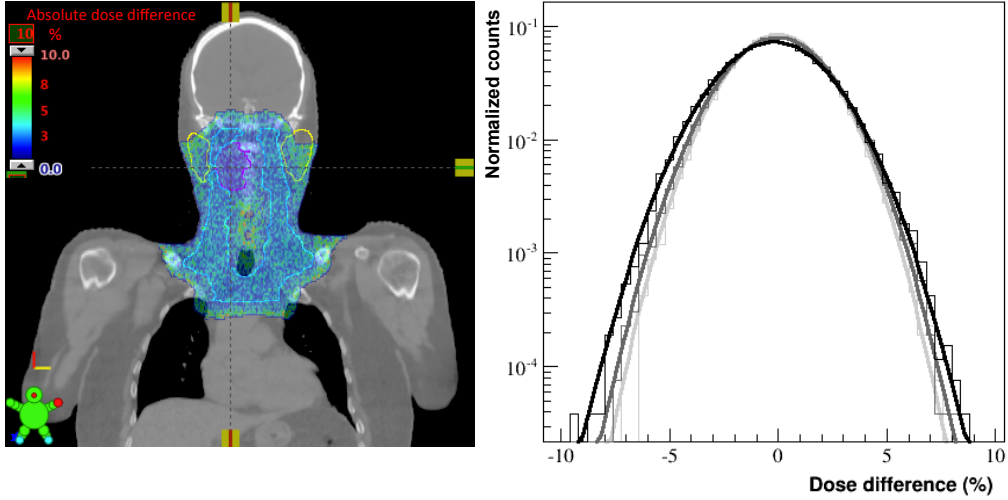 Absolute dose difference
10 %
10.0
8
5
3
0.0
Normalized counts
10⁻¹
10⁻²
10⁻³
10⁻⁴
-10 -5 0 5 10
Dose difference (%)